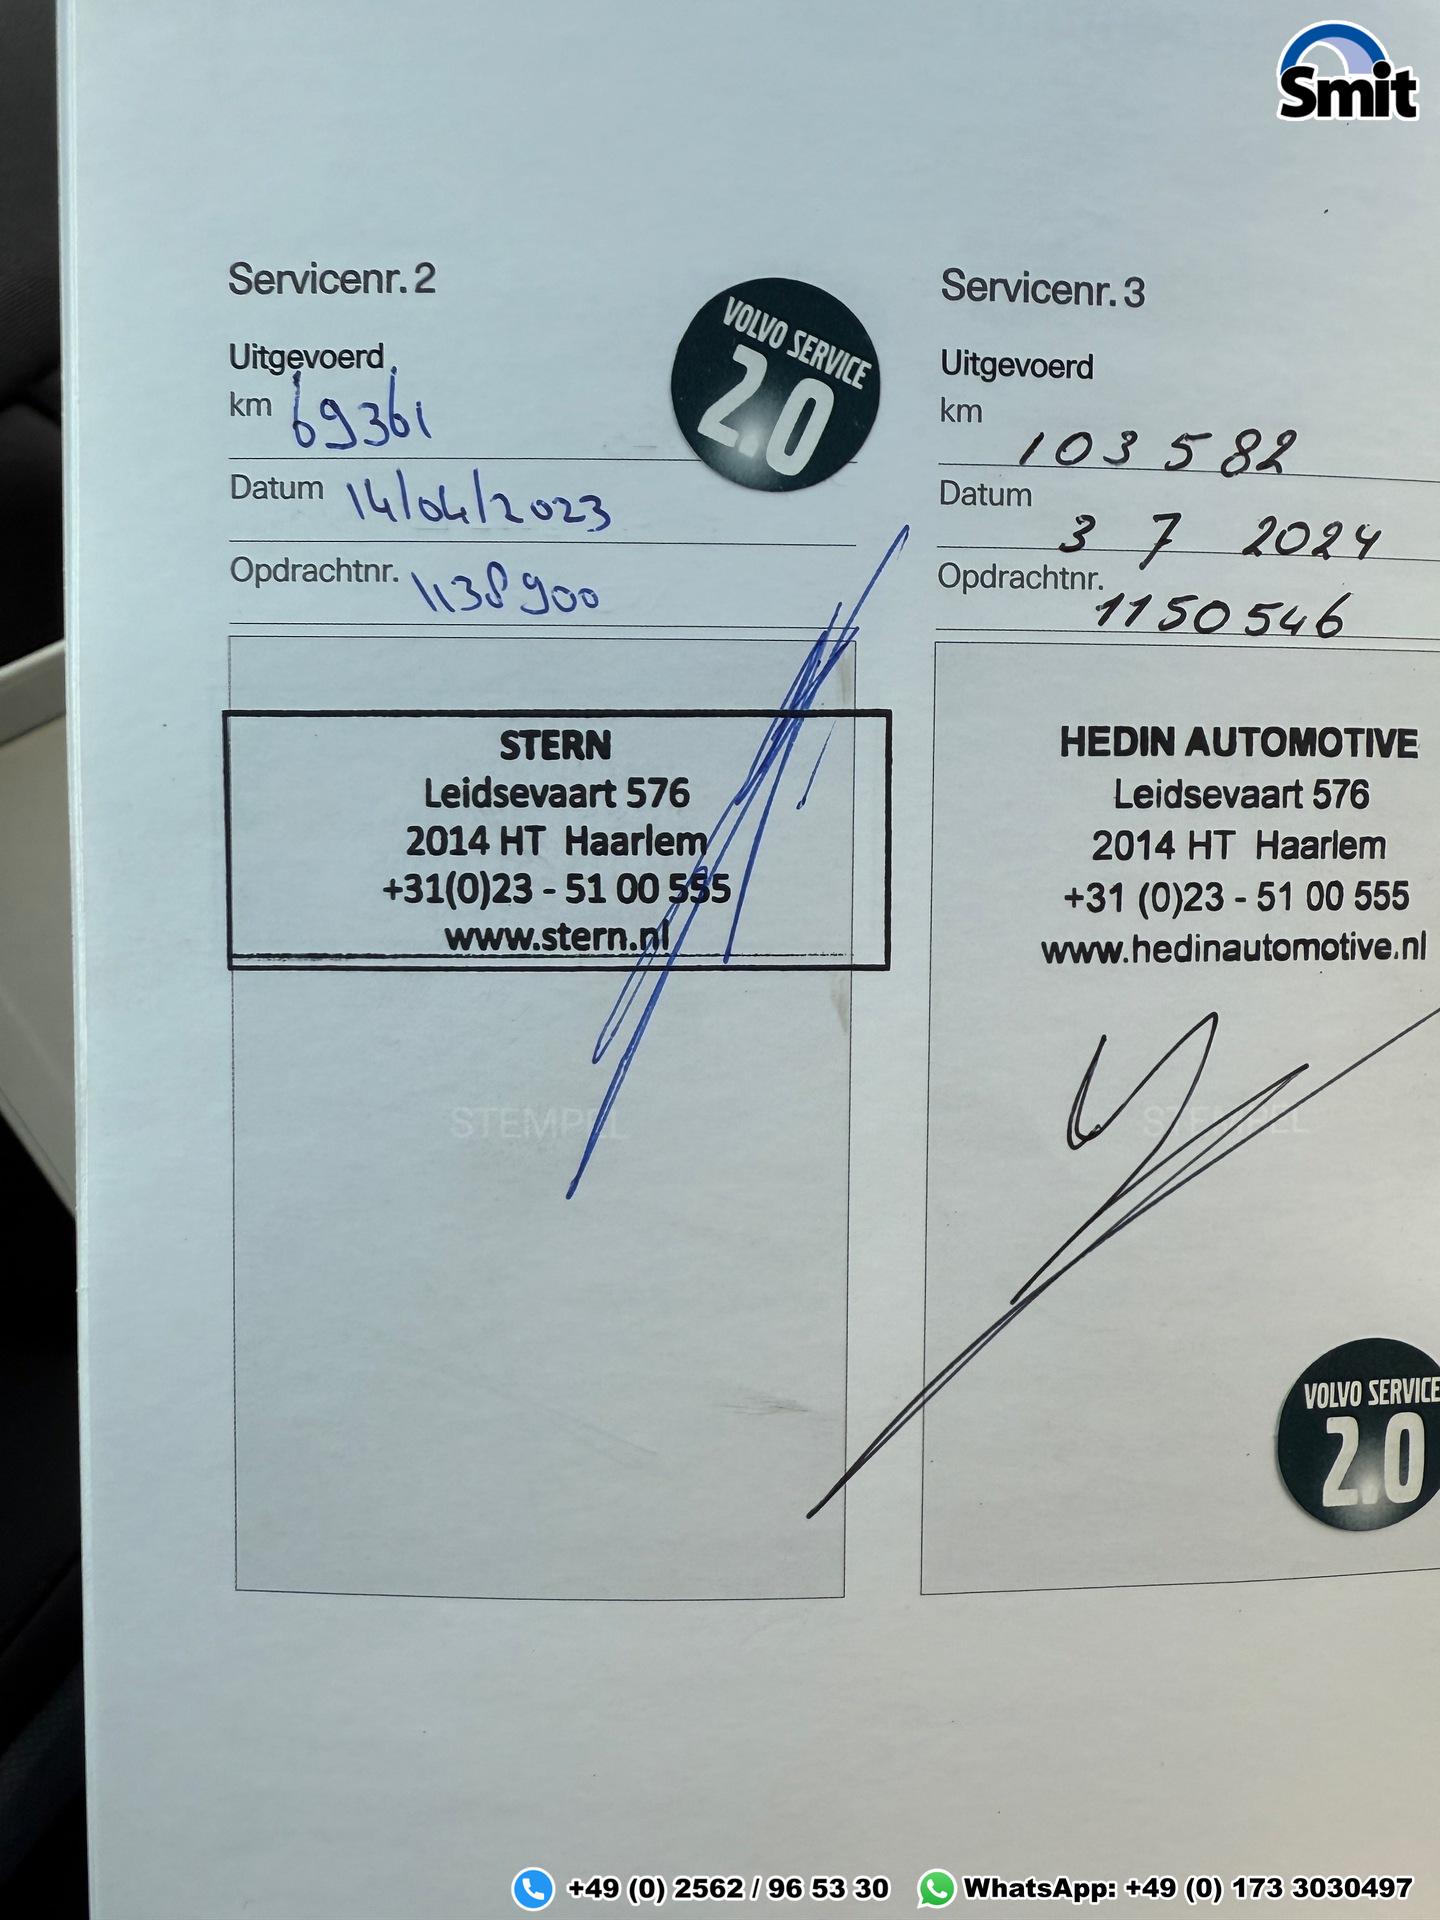 Smit
Servicenr. 2
Uitgevoerd
km 69361
Datum 14/04/2023
Opdrachtnr. 1138900
VOLVO SERVICE
2.0
STERN
Leidsevaart 576
2014 HT Haarlem
+31(0)23 - 51 00 555
www.stern.nl
STEMPEL
Servicenr. 3
Uitgevoerd
km 103 582
Datum 3 7 2024
Opdrachtnr. 1150546
HEDIN AUTOMOTIVE
Leidsevaart 576
2014 HT Haarlem
+31 (0)23 - 51 00 555
www.hedinautomotive.nl
STEMPEL
VOLVO SERVICE
2.0
+49 (0) 2562 / 96 53 30 WhatsApp: +49 (0) 173 3030497